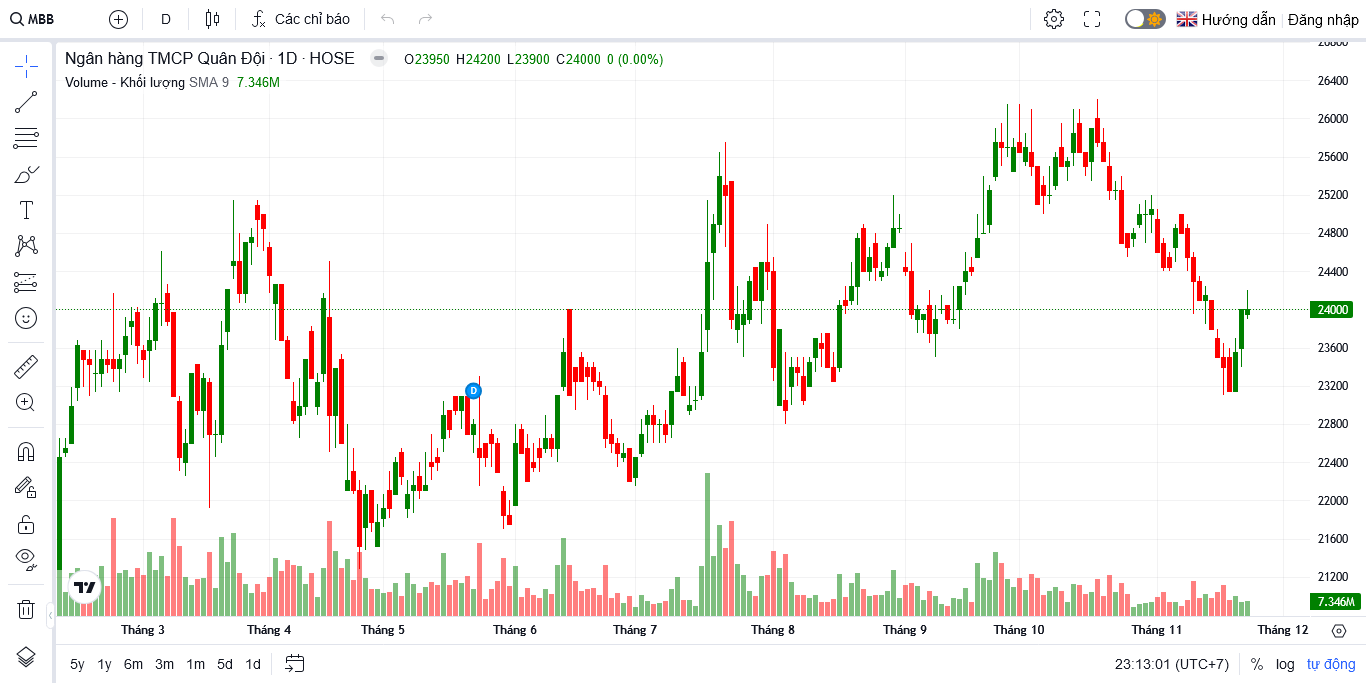 MBB D Các chỉ báo Hướng dẫn Đăng nhập
Ngân hàng TMCP Quân Đội · 1D · HOSE O23950 H24200 L23900 C24000 0 (0.00%)
Volume - Khối lượng SMA 9 7.346M
26800
26400
26000
25600
25200
24800
24400
24000
23600
23200
D
22800
22400
22000
21600
21200
7.346M
Tháng 3 Tháng 4 Tháng 5 Tháng 6 Tháng 7 Tháng 8 Tháng 9 Tháng 10 Tháng 11 Tháng 12
5y 1y 6m 3m 1m 5d 1d 23:13:01 (UTC+7) % log tự động